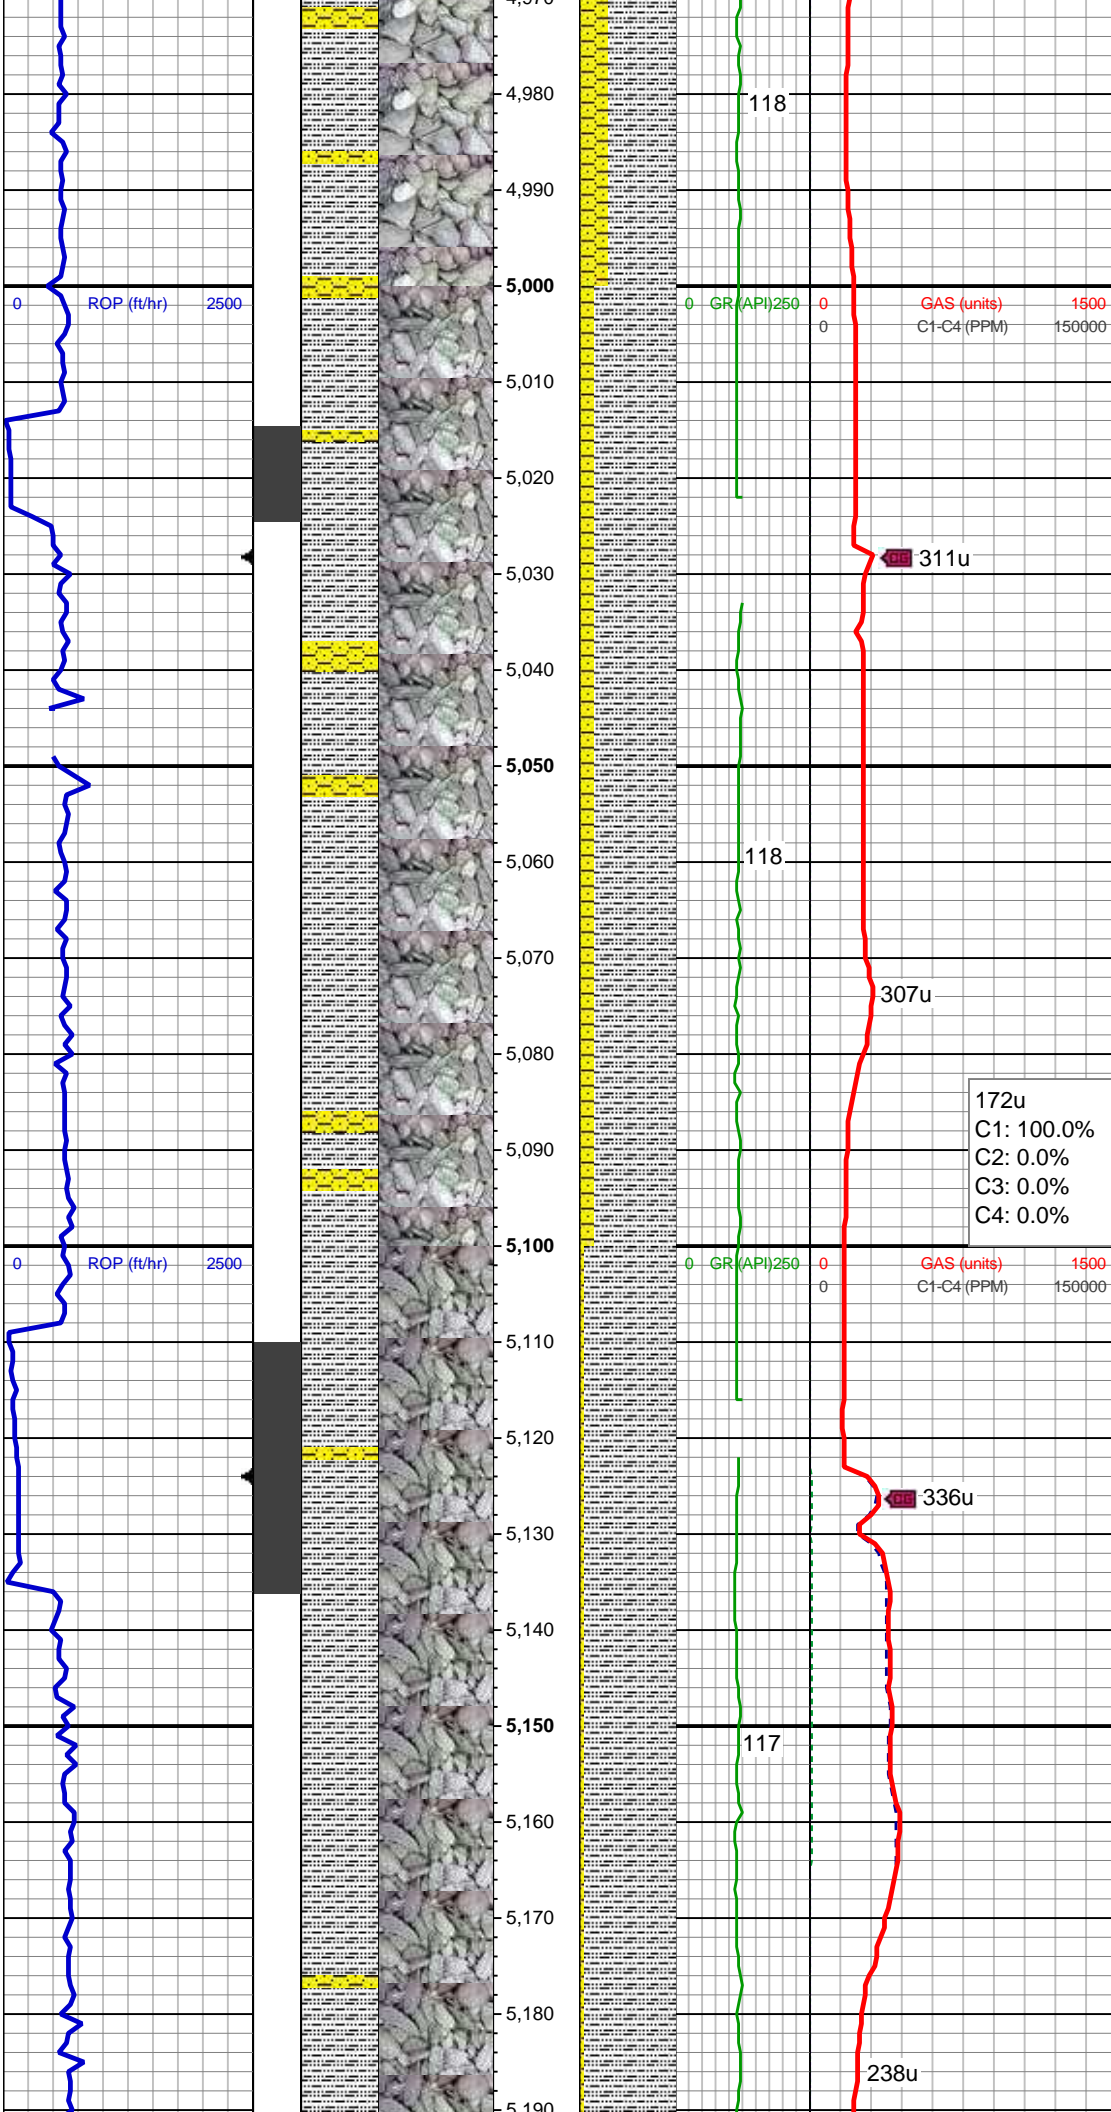 4,980
118
4,990
5,000
0 ROP (ft/hr) 2500
0 GR (API) 250
0 GAS (units) 1500
0 C1-C4 (PPM) 150000
5,010
5,020
CG 311u
5,030
5,040
5,050
118
5,060
5,070
307u
5,080
172u
C1: 100.0%
C2: 0.0%
C3: 0.0%
C4: 0.0%
5,090
5,100
0 ROP (ft/hr) 2500
0 GR (API) 250
0 GAS (units) 1500
0 C1-C4 (PPM) 150000
5,110
5,120
CG 336u
5,130
5,140
5,150
117
5,160
5,170
5,180
238u
5,190